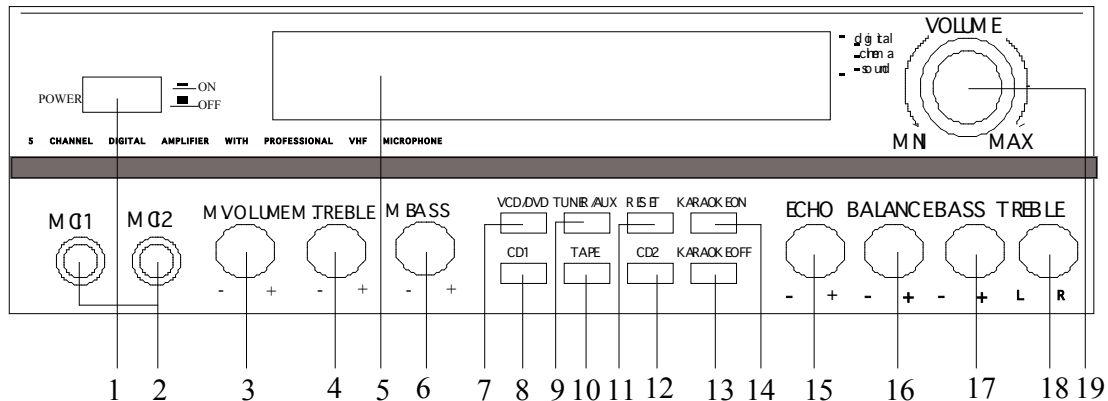 VOLUME
digital
cinema
sound
ON
POWER
OFF
MINI MAX
5 CHANNEL DIGITAL AMPLIFIER WITH PROFESSIONAL VHF MICROPHONE
MIC1 MIC2 M.VOLUME M.TREBLE M.BASS VCD/DVD TUNER/AUX RESET KARAOKE ON ECHO BALANCE BASS TREBLE
CD1 TAPE CD2 KARAOKE OFF
- + - + - + - + - + - + L R
1 2 3 4 5 6 7 8 9 10 11 12 13 14 15 16 17 18 19